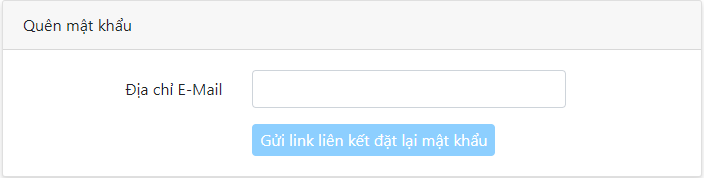 Quên mật khẩu
Địa chỉ E-Mail
Gửi link liên kết đặt lại mật khẩu